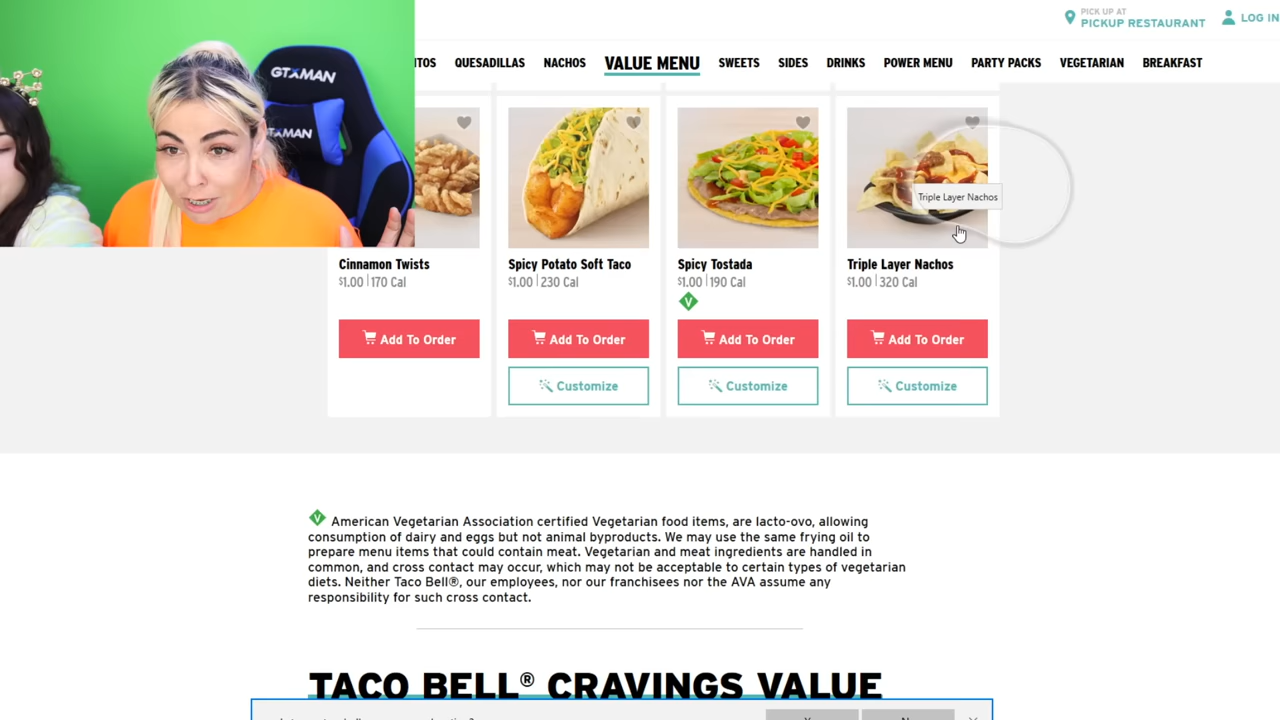 PICK UP AT
PICKUP RESTAURANT
LOG IN
TOS QUESADILLAS NACHOS VALUE MENU SWEETS SIDES DRINKS POWER MENU PARTY PACKS VEGETARIAN BREAKFAST
GTXMAN
GTXMAN
Triple Layer Nachos
Cinnamon Twists
$1.00 | 170 Cal
Add To Order
Spicy Potato Soft Taco
$1.00 | 230 Cal
Add To Order
Customize
Spicy Tostada
$1.00 | 190 Cal
V
Add To Order
Customize
Triple Layer Nachos
$1.00 | 320 Cal
Add To Order
Customize
V American Vegetarian Association certified Vegetarian food items, are lacto-ovo, allowing
consumption of dairy and eggs but not animal byproducts. We may use the same frying oil to
prepare menu items that could contain meat. Vegetarian and meat ingredients are handled in
common, and cross contact may occur, which may not be acceptable to certain types of vegetarian
diets. Neither Taco Bell®, our employees, nor our franchisees nor the AVA assume any
responsibility for such cross contact.
TACO BELL® CRAVINGS VALUE